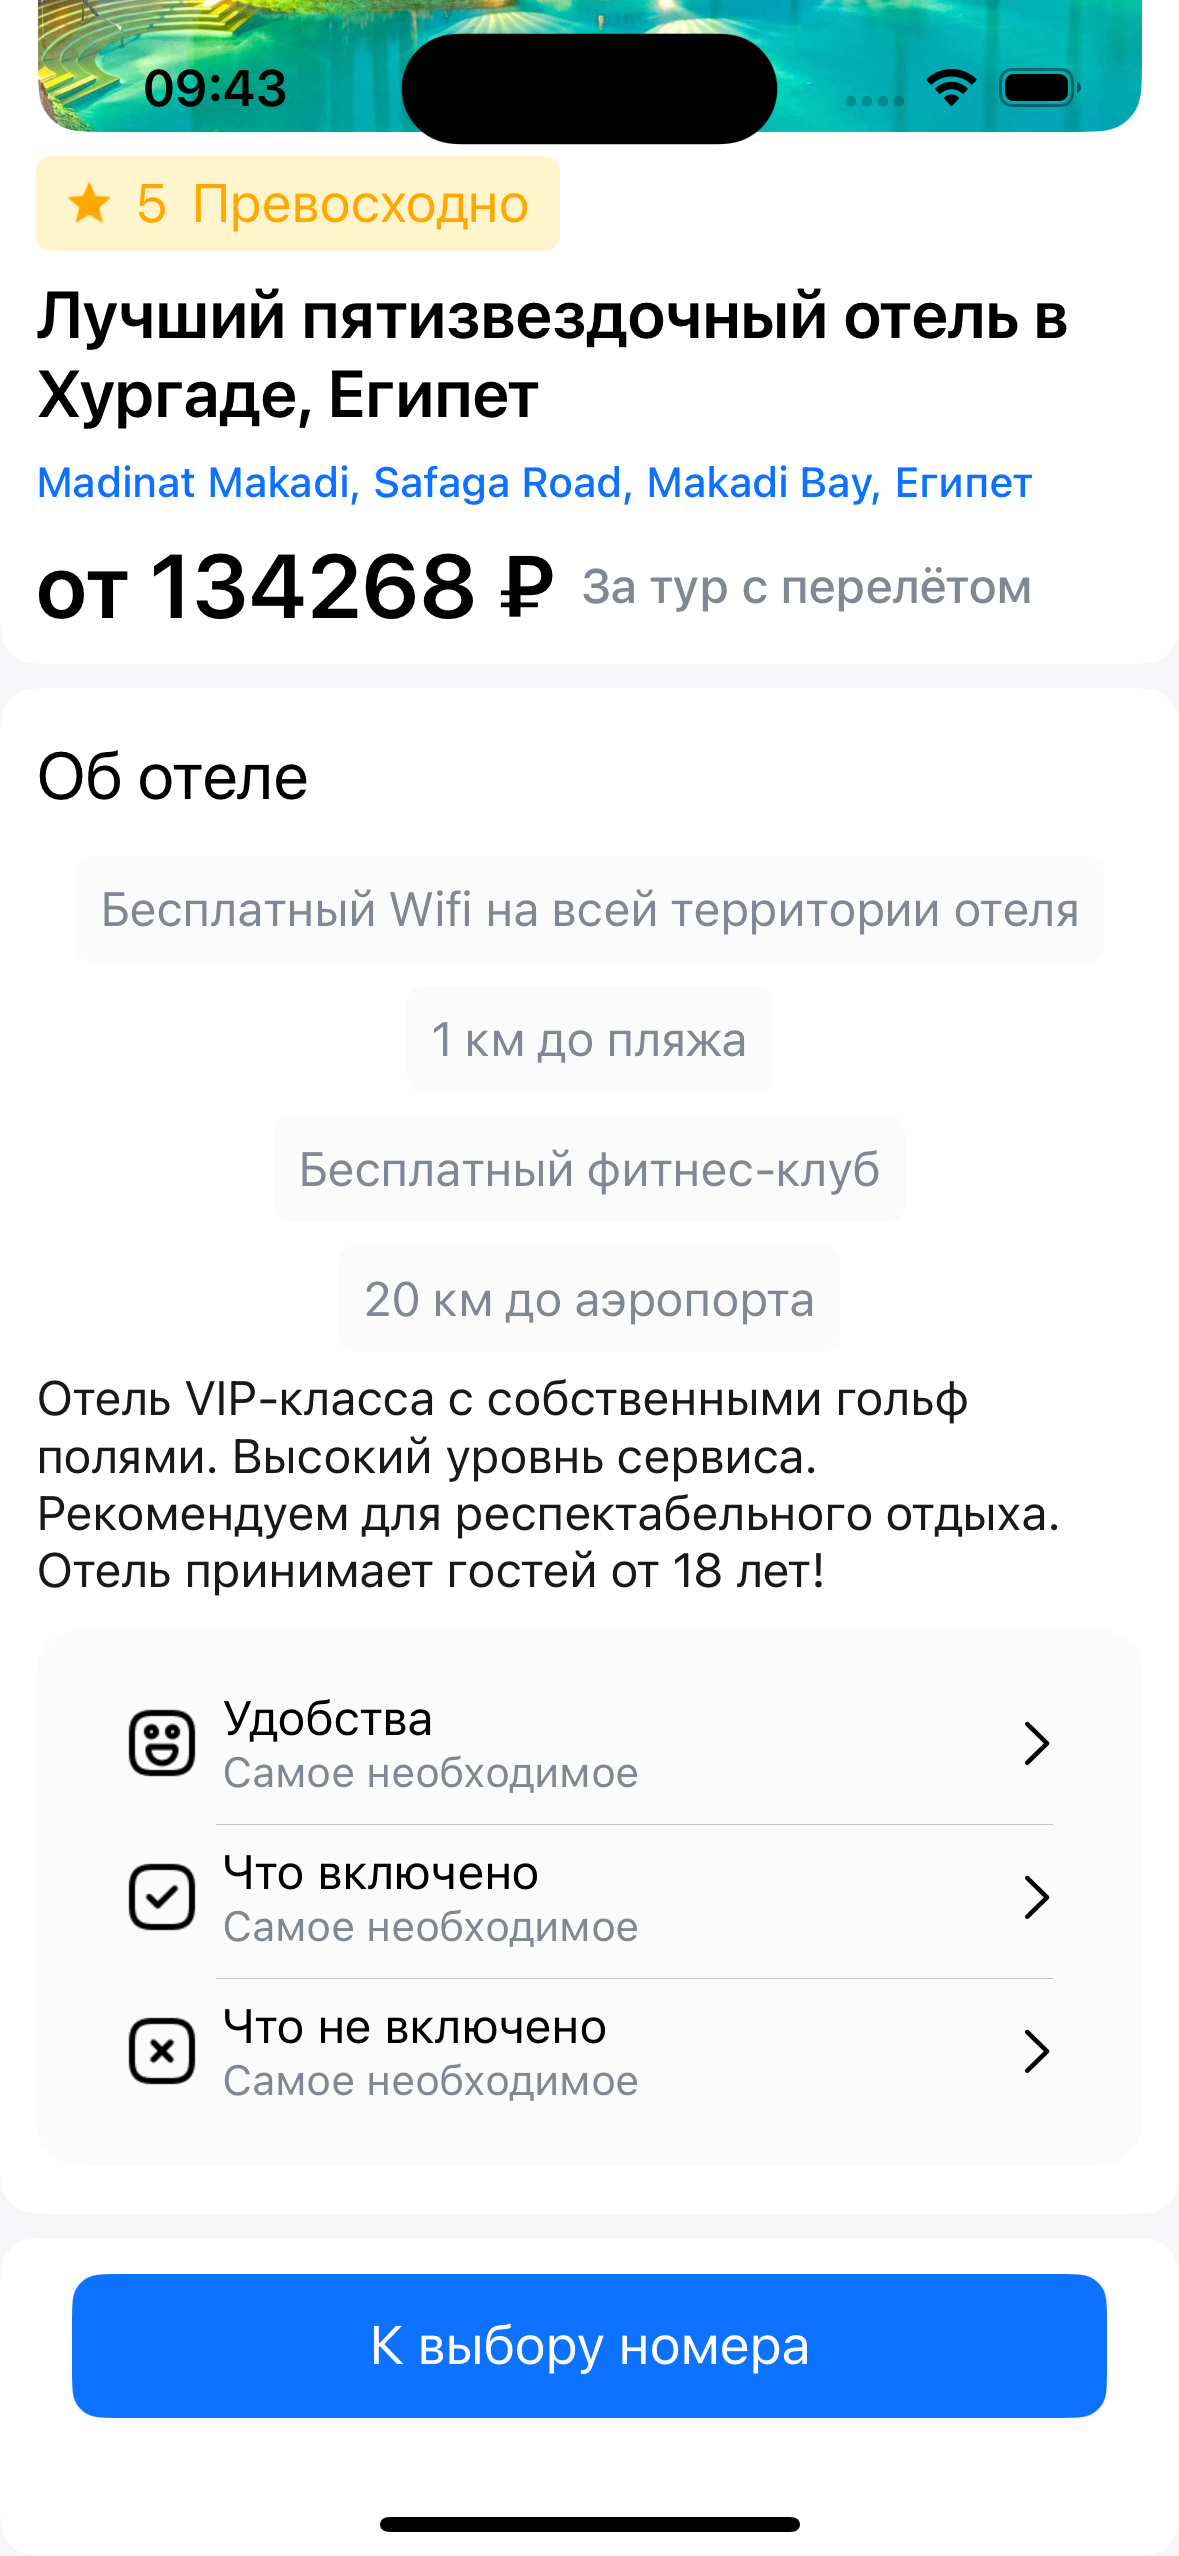 09:43
5 Превосходно
Лучший пятизвездочный отель в
Хургаде, Египет
Madinat Makadi, Safaga Road, Makadi Bay, Египет
от 134268 ₽ За тур с перелётом
Об отеле
Бесплатный Wifi на всей территории отеля
1 км до пляжа
Бесплатный фитнес-клуб
20 км до аэропорта
Отель VIP-класса с собственными гольф
полями. Высокий уровнь сервиса.
Рекомендуем для респектабельного отдыха.
Отель принимает гостей от 18 лет!
Удобства
Самое необходимое
Что включено
Самое необходимое
Что не включено
Самое необходимое
К выбору номера